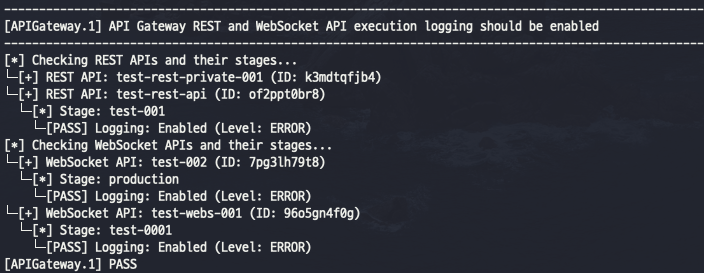 [APIGateway.1] API Gateway REST and WebSocket API execution logging should be enabled
[*] Checking REST APIs and their stages...
└─[+] REST API: test-rest-private-001 (ID: k3mdtqfjb4)
└─[+] REST API: test-rest-api (ID: of2ppt0br8)
  └─[*] Stage: test-001
    └─[PASS] Logging: Enabled (Level: ERROR)
[*] Checking WebSocket APIs and their stages...
└─[+] WebSocket API: test-002 (ID: 7pg3lh79t8)
  └─[*] Stage: production
    └─[PASS] Logging: Enabled (Level: ERROR)
└─[+] WebSocket API: test-webs-001 (ID: 96o5gn4f0g)
  └─[*] Stage: test-0001
    └─[PASS] Logging: Enabled (Level: ERROR)
[APIGateway.1] PASS